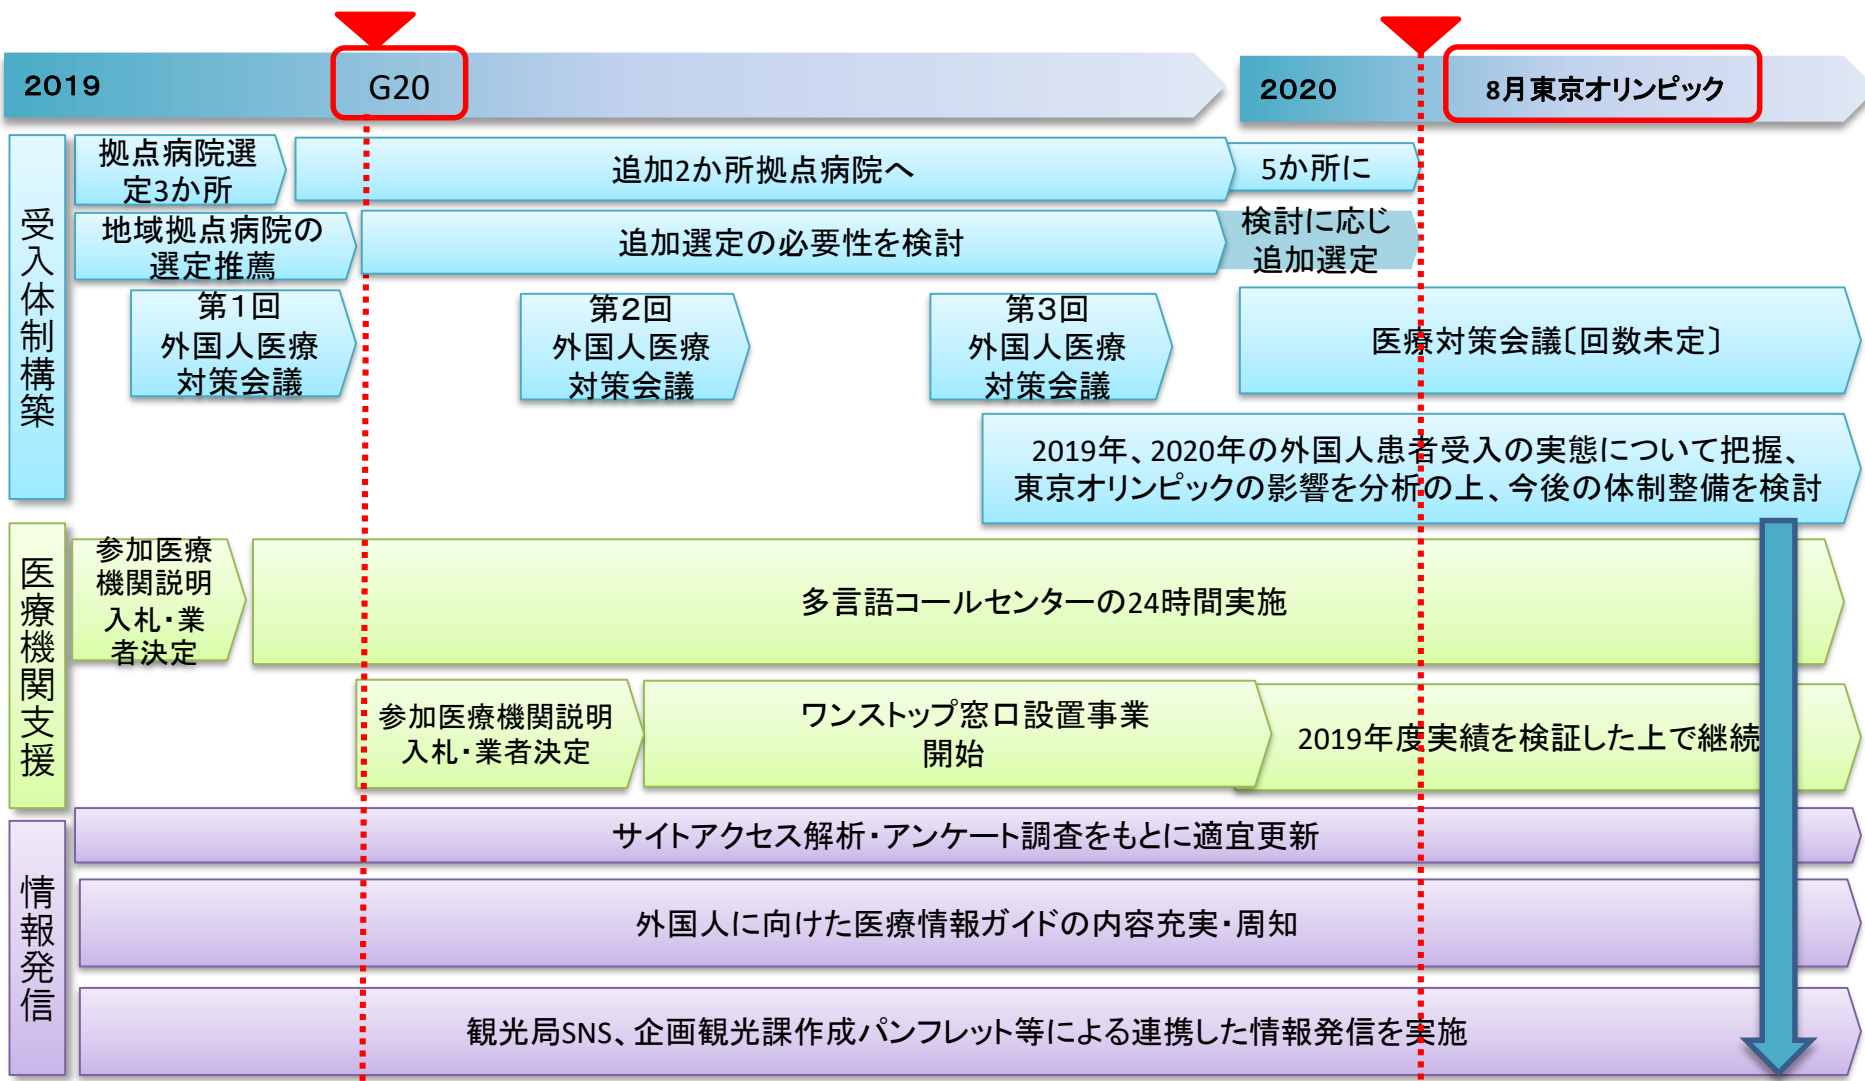 2019
G20
2020
8月東京オリンピック
受入体制構築
拠点病院選
定3か所
追加2か所拠点病院へ
5か所に
地域拠点病院の
選定推薦
追加選定の必要性を検討
検討に応じ
追加選定
第1回
外国人医療
対策会議
第2回
外国人医療
対策会議
第3回
外国人医療
対策会議
医療対策会議〔回数未定〕
2019年、2020年の外国人患者受入の実態について把握、
東京オリンピックの影響を分析の上、今後の体制整備を検討
医療機関支援
参加医療
機関説明
入札・業
者決定
多言語コールセンターの24時間実施
参加医療機関説明
入札・業者決定
ワンストップ窓口設置事業
開始
2019年度実績を検証した上で継続
情報発信
サイトアクセス解析・アンケート調査をもとに適宜更新
外国人に向けた医療情報ガイドの内容充実・周知
観光局SNS、企画観光課作成パンフレット等による連携した情報発信を実施